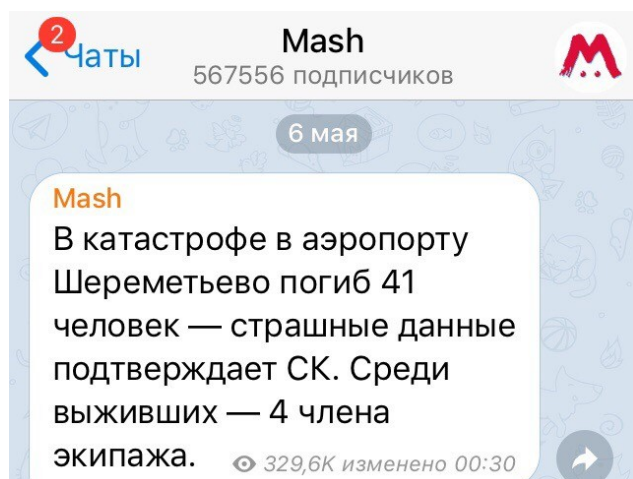 2
Чаты
Mash
567556 подписчиков
6 мая
Mash
В катастрофе в аэропорту
Шереметьево погиб 41
человек — страшные данные
подтверждает СК. Среди
выживших — 4 члена
экипажа. 329,6K изменено 00:30